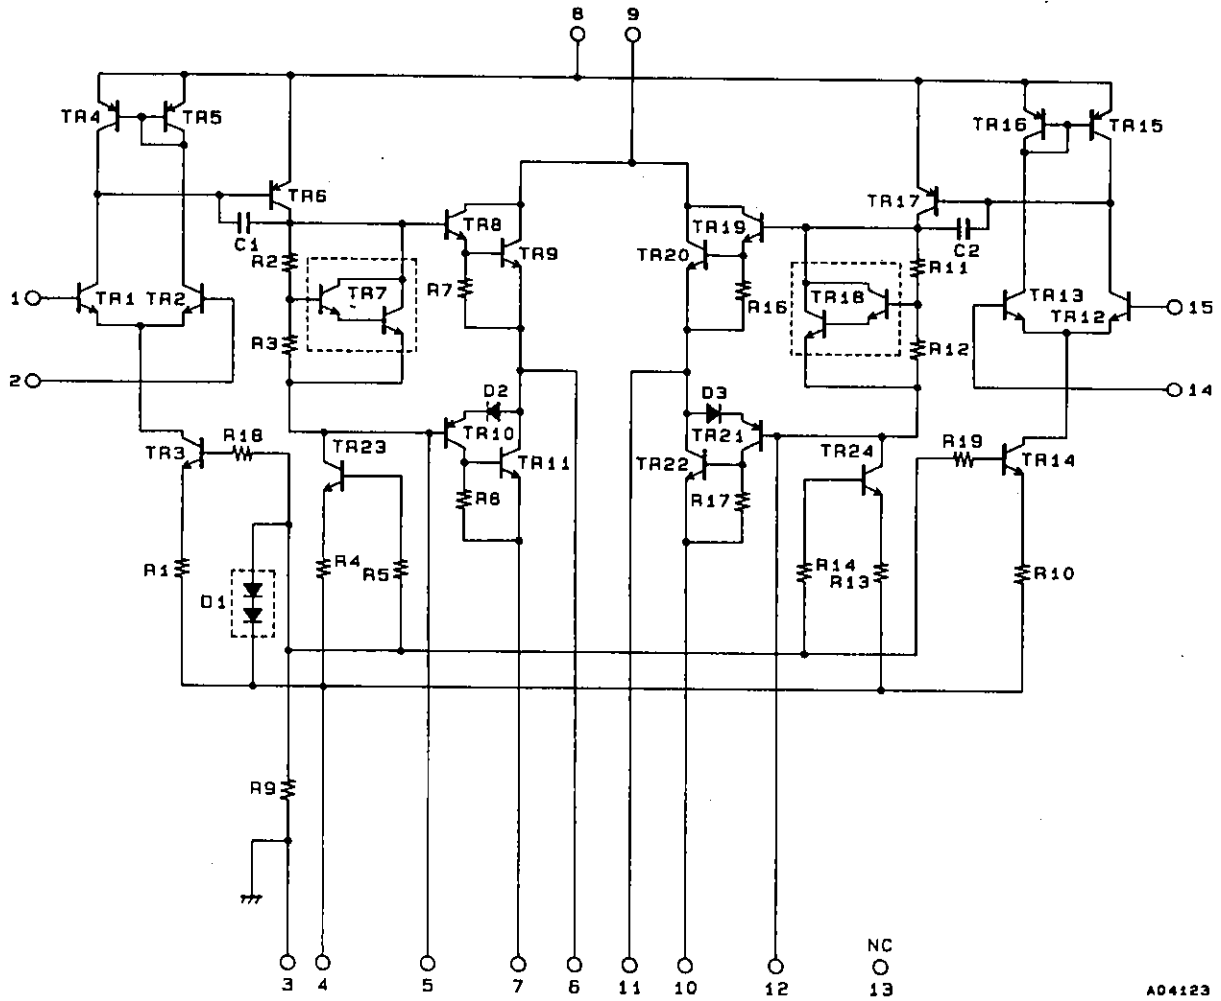 8 9
TR4 TR5 TR16 TR15
TR6 TR17
C1 TR8 TR19 C2
R2 TR9 TR20 R11
1 TR1 TR2 TR7 R7 R16 TR18 TR13 TR12 15
R3 R12
2 14
D2 D3
TR3 R18 TR23 TR10 TR21 TR24 R19 TR14
TR11 TR22
R6 R17
R1 R4 R5 R14 R13 R10
D1
R9
NC
3 4 5 7 6 11 10 12 13
A04123